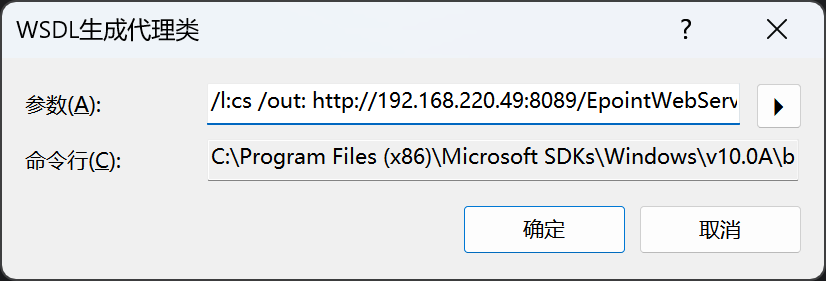 WSDL生成代理类
?
参数(A):
/l:cs /out: http://192.168.220.49:8089/EpointWebServ
命令行(C):
C:\Program Files (x86)\Microsoft SDKs\Windows\v10.0A\b
确定
取消